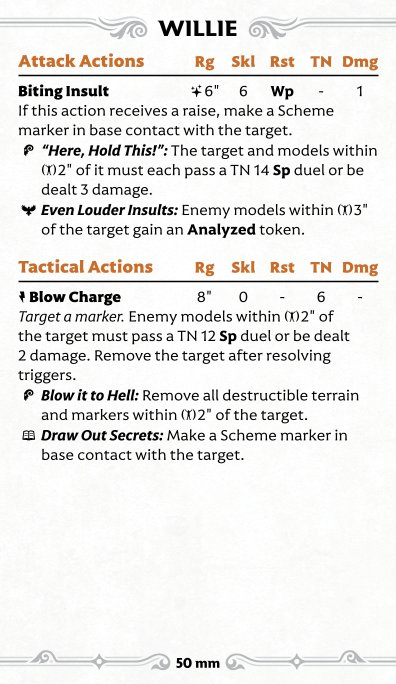 WILLIE
Attack Actions Rg Skl Rst TN Dmg
Biting Insult 6" 6 Wp - 1
If this action receives a raise, make a Scheme
marker in base contact with the target.
"Here, Hold This!": The target and models within
2" of it must each pass a TN 14 Sp duel or be
dealt 3 damage.
Even Louder Insults: Enemy models within 3"
of the target gain an Analyzed token.
Tactical Actions Rg Skl Rst TN Dmg
Blow Charge 8" 0 - 6 -
Target a marker. Enemy models within 2" of
the target must pass a TN 12 Sp duel or be dealt
2 damage. Remove the target after resolving
triggers.
Blow it to Hell: Remove all destructible terrain
and markers within 2" of the target.
Draw Out Secrets: Make a Scheme marker in
base contact with the target.
50 mm